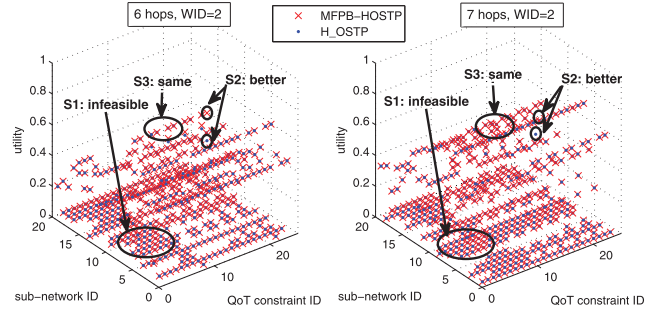 6 hops, WID=2
MFPB-HOSTP
H_OSTP
7 hops, WID=2
1
0.8
0.6
0.4
0.2
0
utility
S3: same
S2: better
S1: infeasible
20
15
10
5
0
sub-network ID
0
10
20
QoT constraint ID
1
0.8
0.6
0.4
0.2
0
utility
S3: same
S2: better
S1: infeasible
20
15
10
5
0
sub-network ID
0
10
20
QoT constraint ID